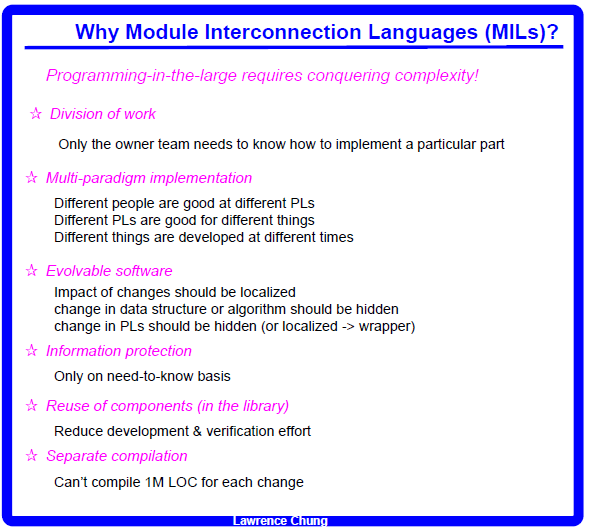 Why Module Interconnection Languages (MILs)?
Programming-in-the-large requires conquering complexity!
☆ Division of work
Only the owner team needs to know how to implement a particular part
☆ Multi-paradigm implementation
Different people are good at different PLs
Different PLs are good for different things
Different things are developed at different times
☆ Evolvable software
Impact of changes should be localized
change in data structure or algorithm should be hidden
change in PLs should be hidden (or localized -> wrapper)
☆ Information protection
Only on need-to-know basis
☆ Reuse of components (in the library)
Reduce development & verification effort
☆ Separate compilation
Can't compile 1M LOC for each change
Lawrence Chung